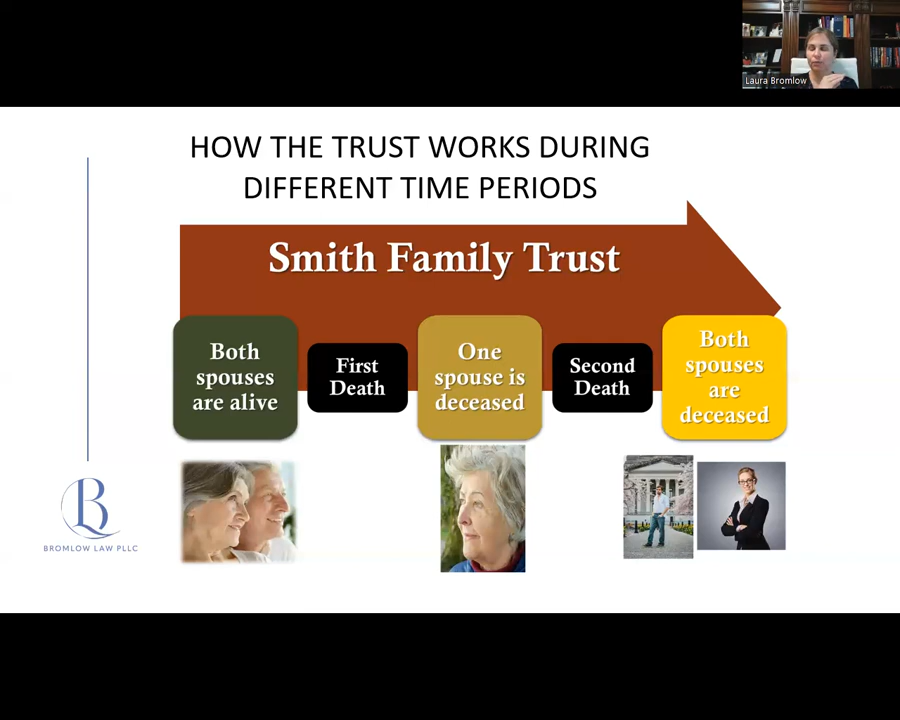 Laura Bromlow
HOW THE TRUST WORKS DURING
DIFFERENT TIME PERIODS
Smith Family Trust
Both
spouses
are alive
First
Death
One
spouse is
deceased
Second
Death
Both
spouses
are
deceased
BROMLOW LAW PLLC